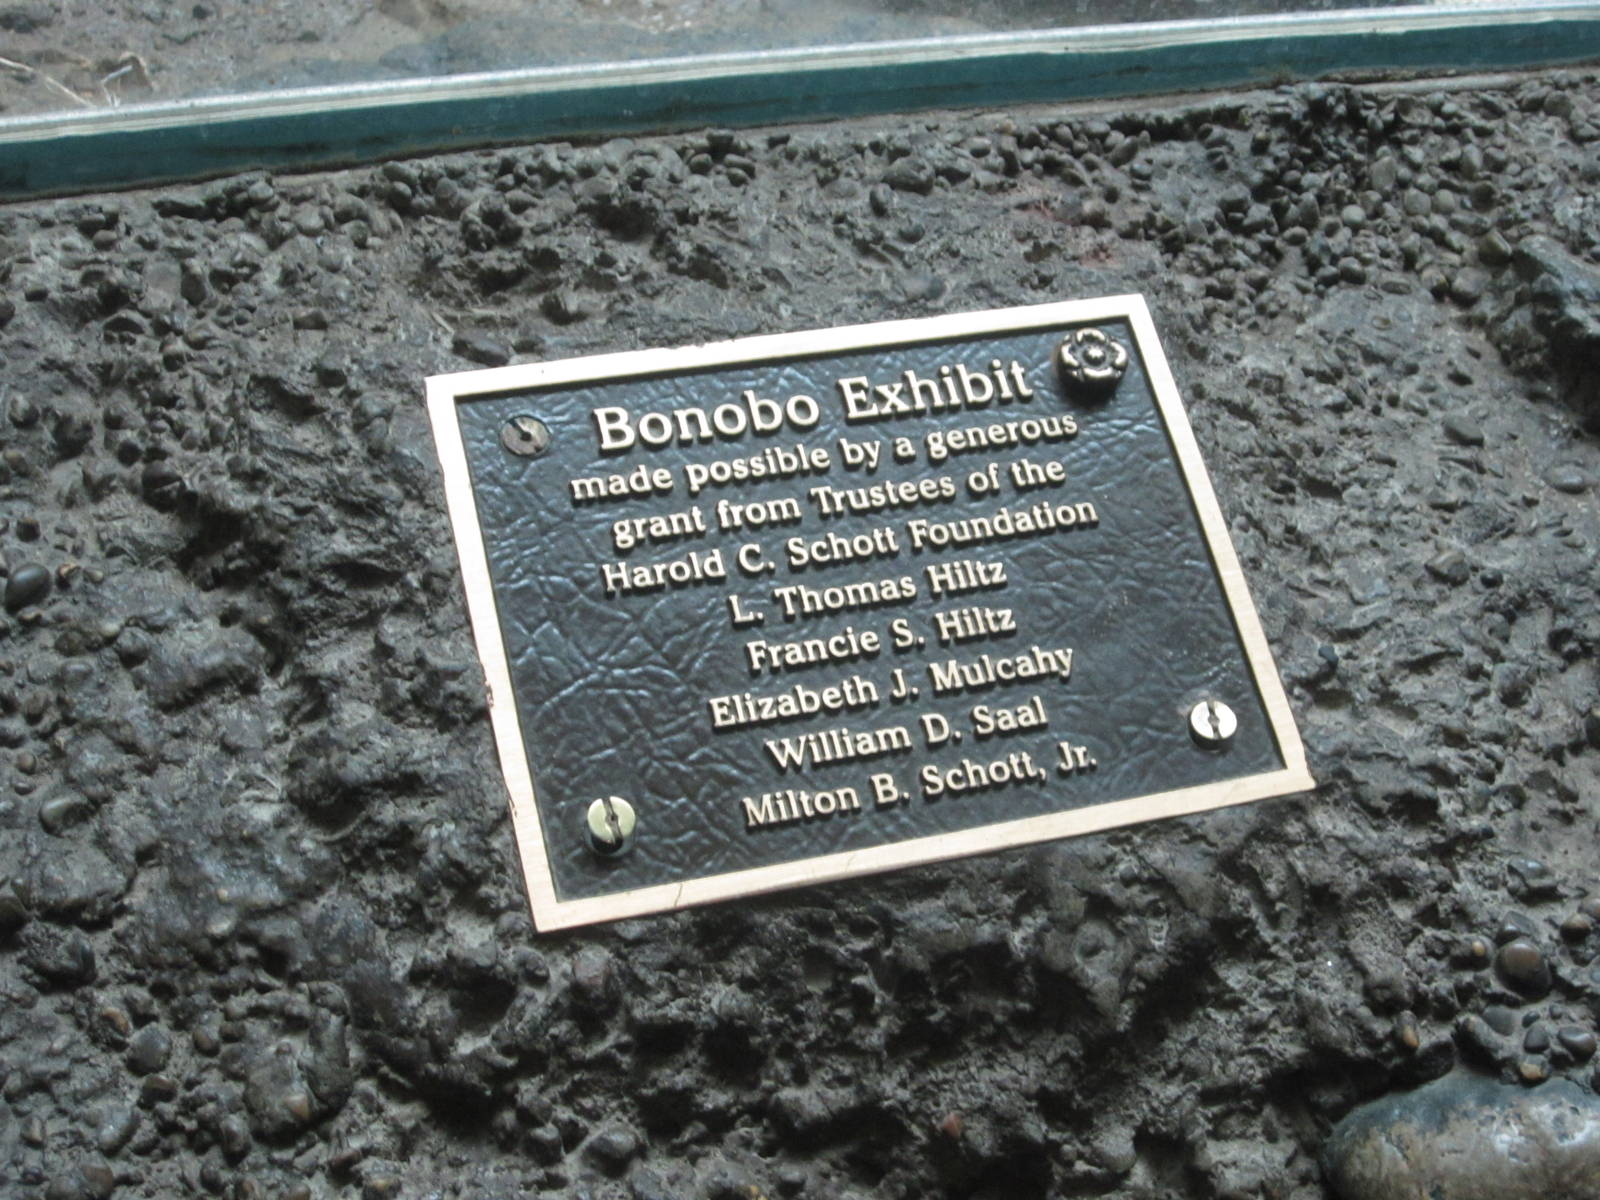 Bonobo Exhibit
made possible by a generous
grant from Trustees of the
Harold C. Schott Foundation
L. Thomas Hiltz
Francie S. Hiltz
Elizabeth J. Mulcahy
William D. Saal
Milton B. Schott, Jr.